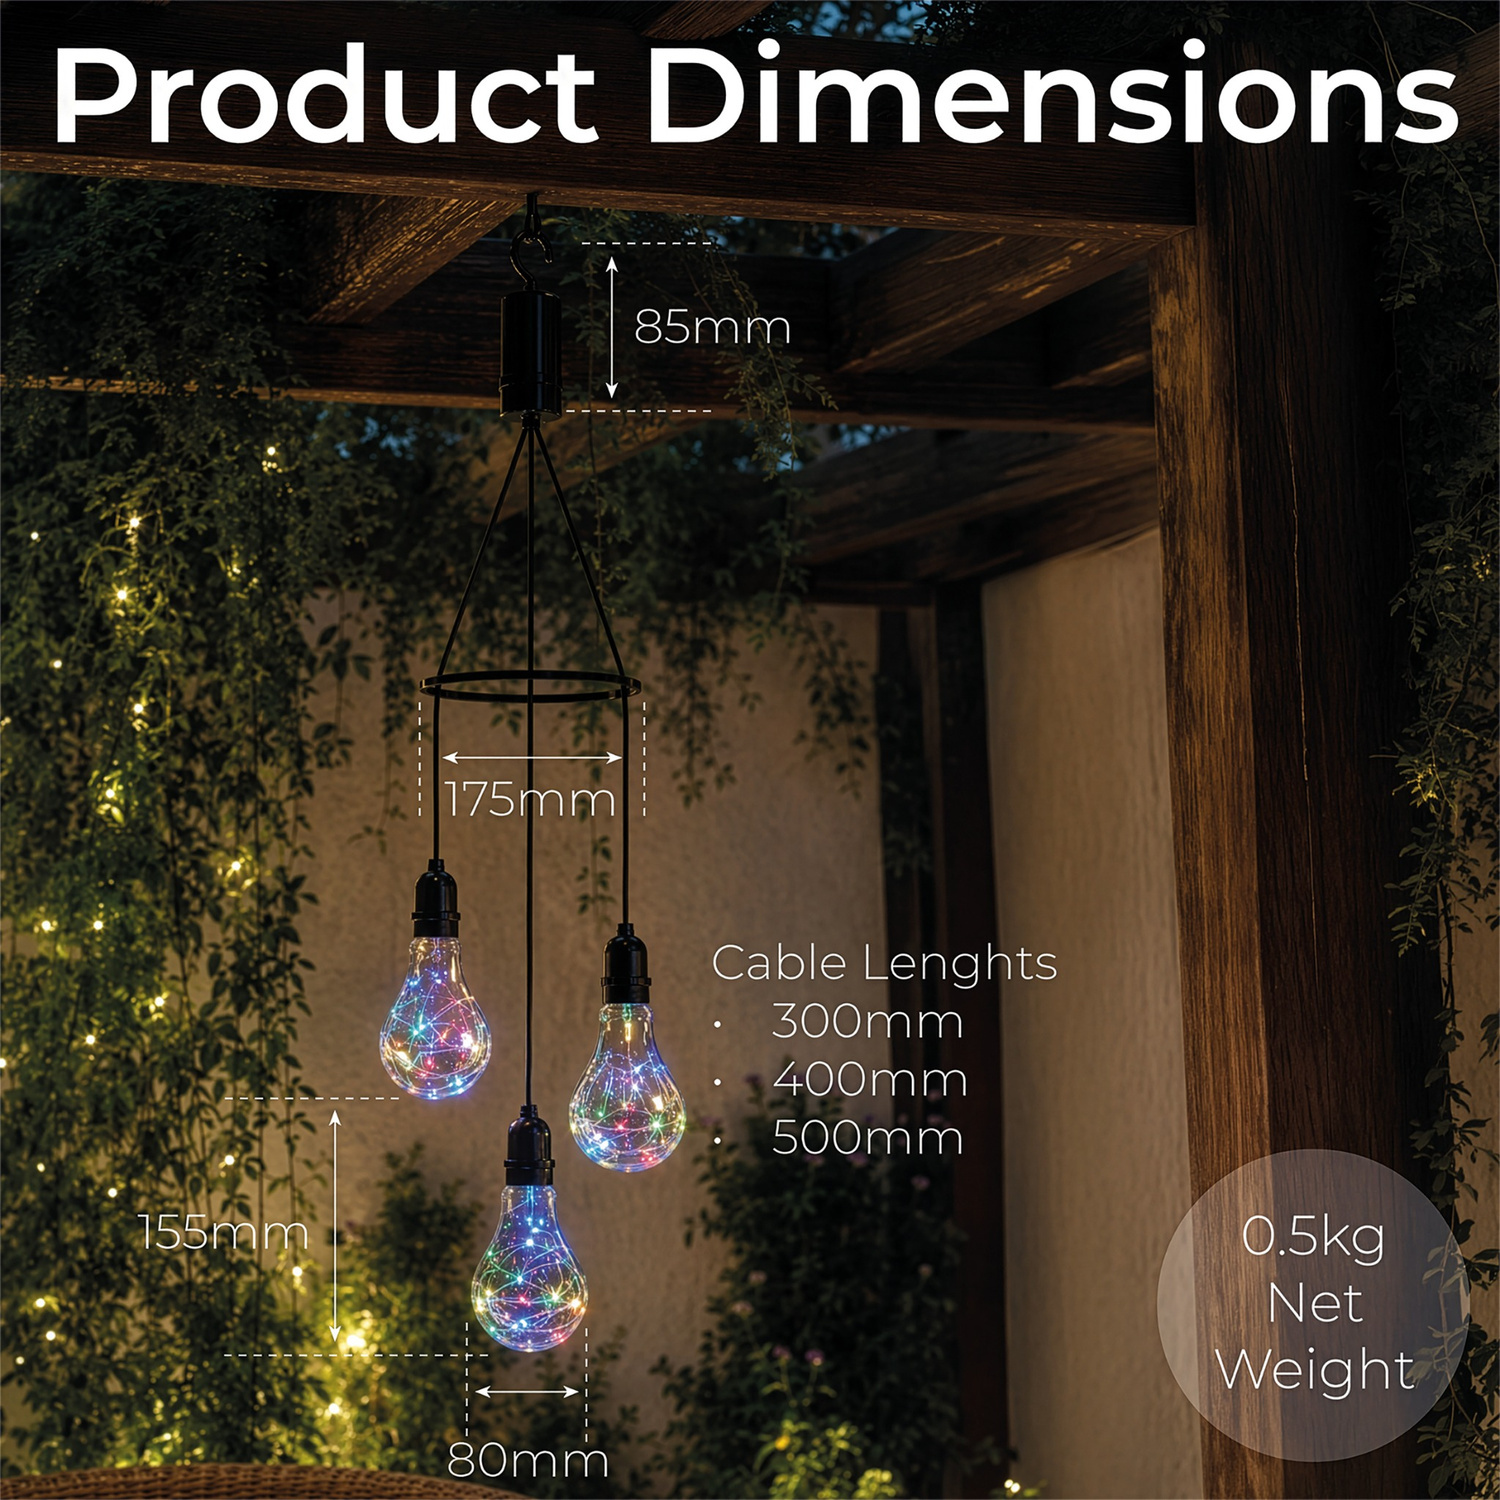 Product Dimensions
85mm
175mm
Cable Lenghts
• 300mm
• 400mm
• 500mm
155mm
0.5kg
Net
Weight
80mm